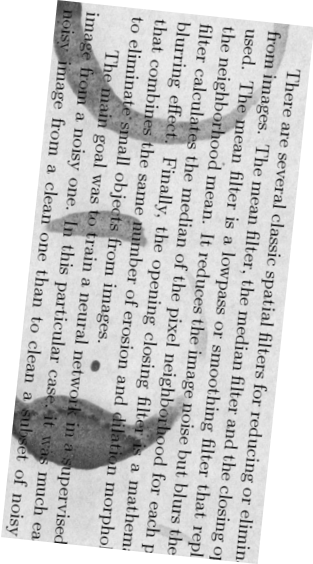 There are several classic spatial filters for reducing or elimin
from images. The mean filter, the median filter and the closing o
used. The mean filter is a lowpass or smoothing filter that repl
the neighborhood mean. It reduces the image noise but blurs the
filter calculates the median of the pixel neighborhood for each p
blurring effect. Finally, the opening closing filter is a mathem
that combines the same number of erosion and dilation morphol
to eliminate small objects from images.
The main goal was to train a neural network in a supervised
image from a noisy one. In this particular case, it was much ea
noisy image from a clean one than to clean a subset of noisy